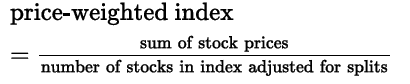 price-weighted index
= sum of stock prices
number of stocks in index adjusted for splits